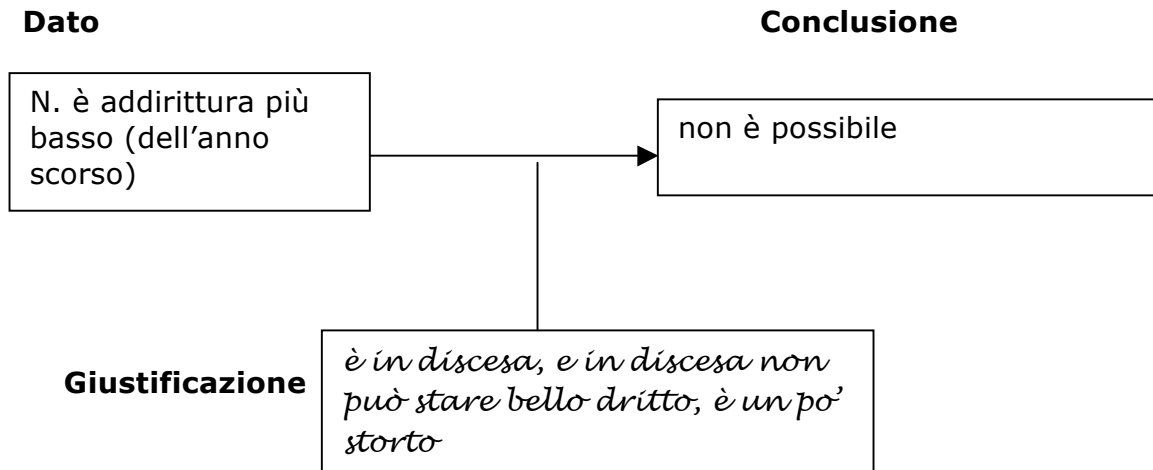 Dato
Conclusione
N. è addirittura più
basso (dell'anno
scorso)
non è possibile
Giustificazione
è in discesa, e in discesa non
può stare bello dritto, è un po'
storto